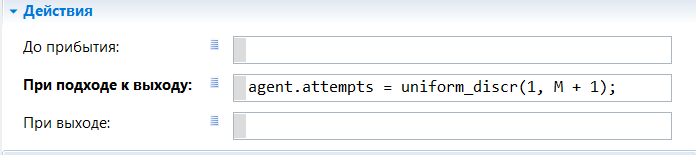 Действия
До прибытия:
При подходе к выходу: agent.attempts = uniform_discr(1, M + 1);
При выходе: